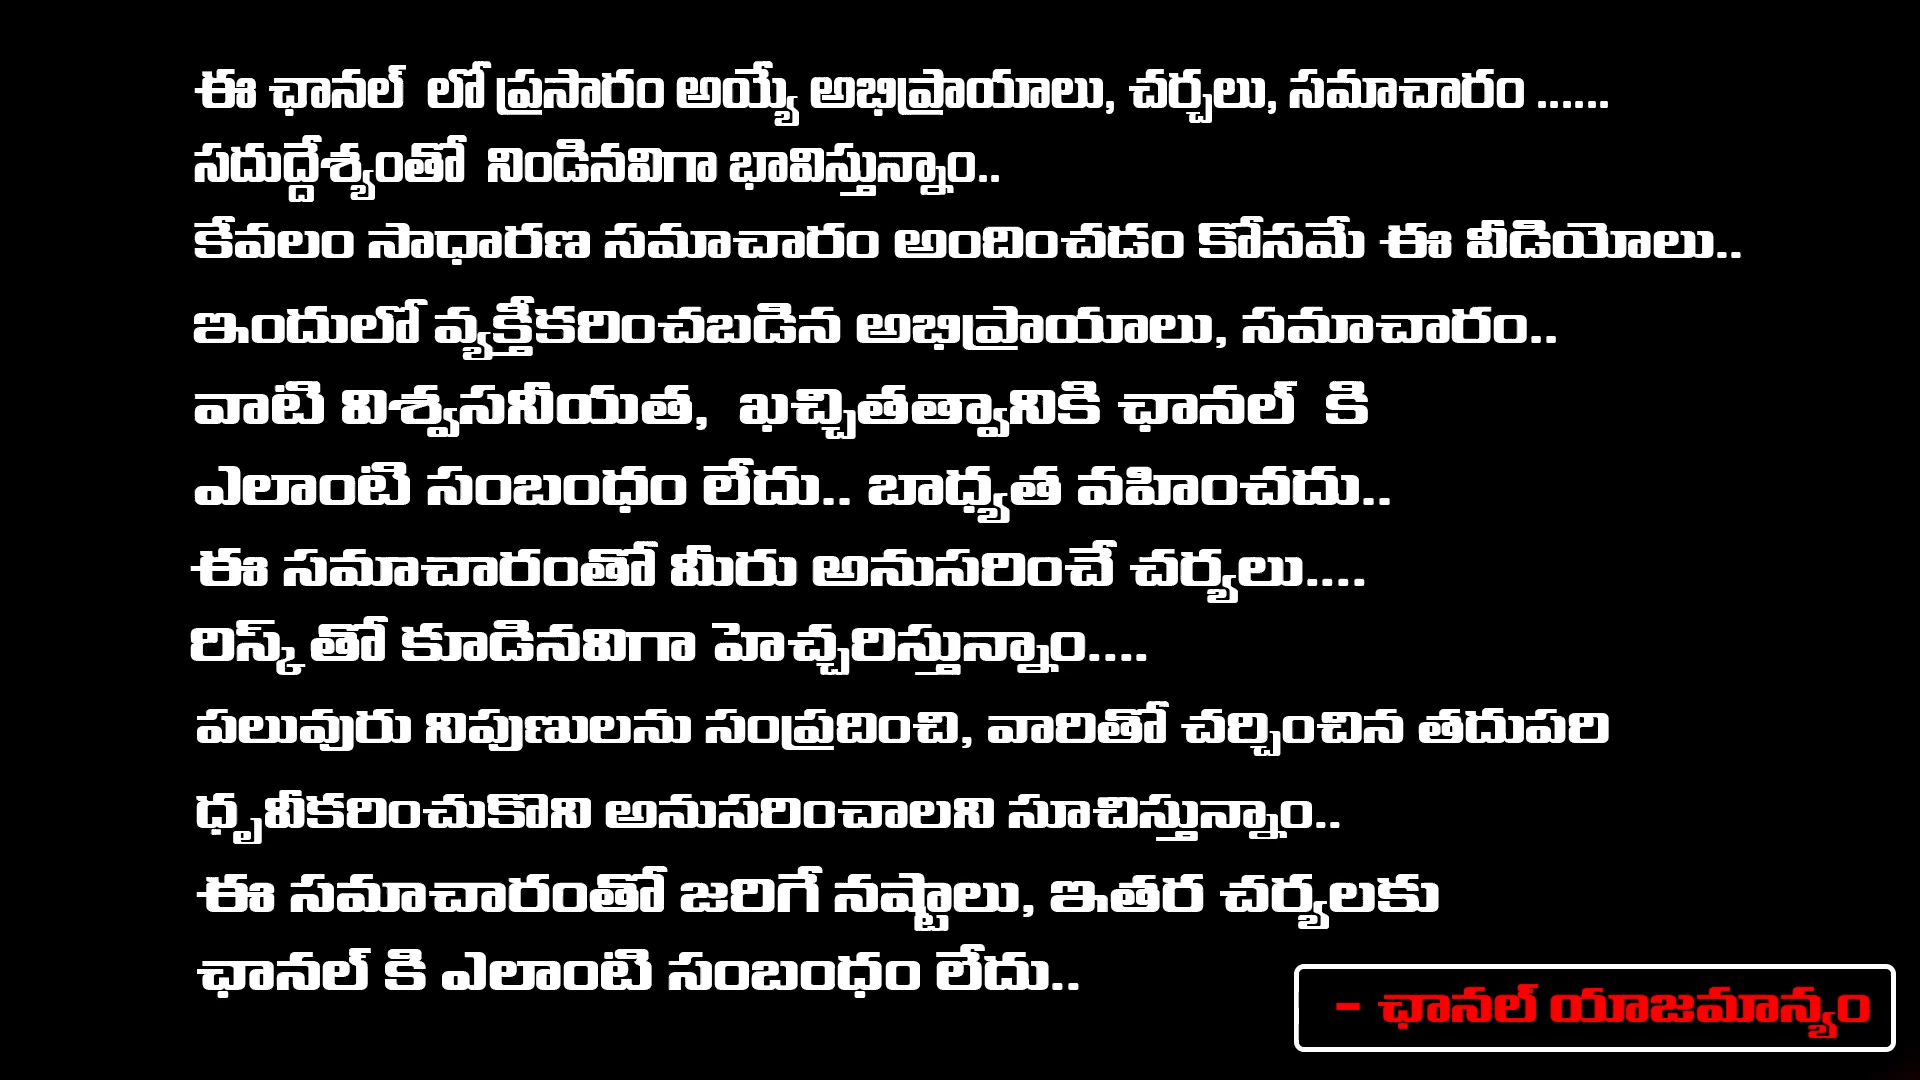 ఈ ఛానల్ లో ప్రసారం అయ్యే అభిప్రాయాలు, చర్చలు, సమాచారం ......
సదుద్దేశ్యంతో నిండినవిగా భావిస్తున్నాం..
కేవలం సాధారణ సమాచారం అందించడం కోసమే ఈ వీడియోలు..
ఇందులో వ్యక్తీకరించబడిన అభిప్రాయాలు, సమాచారం..
వాటి విశ్వసనీయత, ఖచ్చితత్వానికి ఛానల్ కి
ఎలాంటి సంబంధం లేదు.. బాధ్యత వహించదు..
ఈ సమాచారంతో మీరు అనుసరించే చర్యలు....
రిస్క్ తో కూడినవిగా హెచ్చరిస్తున్నాం....
పలువురు నిపుణులను సంప్రదించి, వారితో చర్చించిన తదుపరి
ధృవీకరించుకొని అనుసరించాలని సూచిస్తున్నాం..
ఈ సమాచారంతో జరిగే నష్టాలు, ఇతర చర్యలకు
ఛానల్ కి ఎలాంటి సంబంధం లేదు..
- ఛానల్ యాజమాన్యం